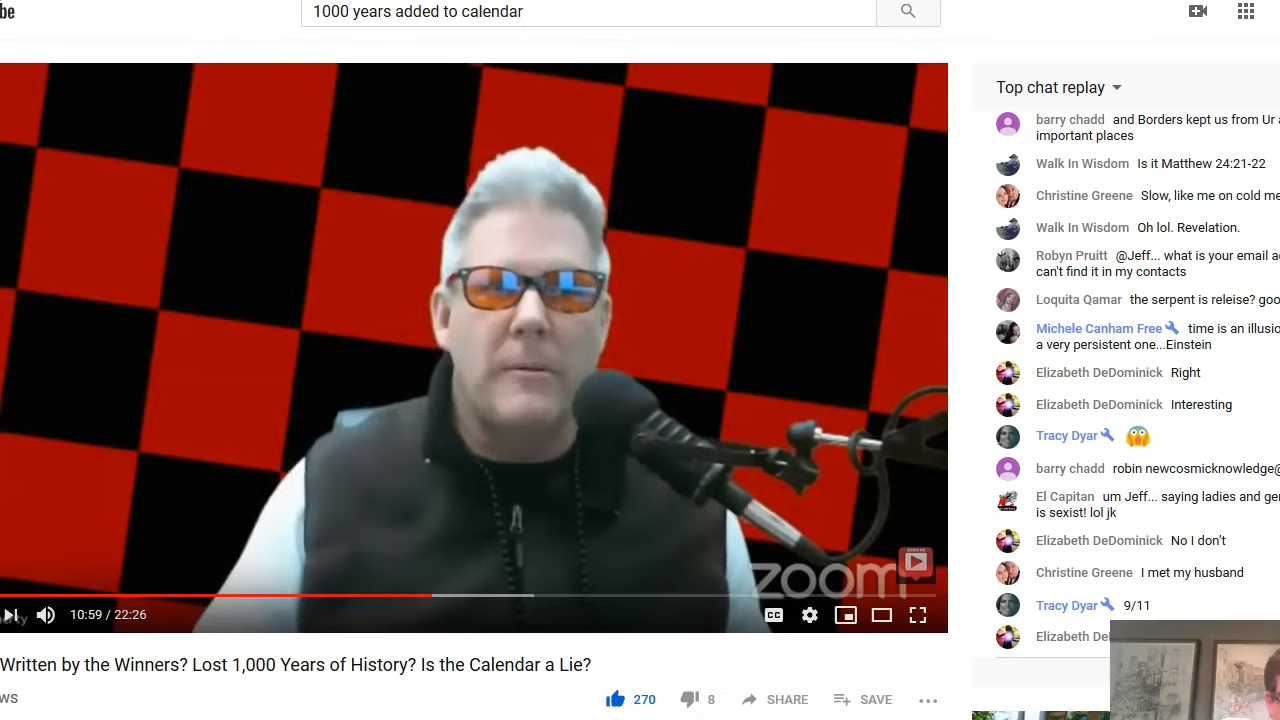 be
1000 years added to calendar
Top chat replay
barry chadd and Borders kept us from Ur
important places
Walk In Wisdom Is it Matthew 24:21-22
Christine Greene Slow, like me on cold me
Walk In Wisdom Oh lol. Revelation.
Robyn Pruitt @Jeff... what is your email a
can't find it in my contacts
Loquita Qamar the serpent is releise? goo
Michele Canham Free time is an illusio
a very persistent one...Einstein
Elizabeth DeDominick Right
Elizabeth DeDominick Interesting
Tracy Dyar
barry chadd robin newcosmicknowledge@
El Capitan um Jeff... saying ladies and ge
is sexist! lol jk
Elizabeth DeDominick No I don't
Christine Greene I met my husband
Tracy Dyar 9/11
Elizabeth De
zoom
10:59 / 22:26
CC
Written by the Winners? Lost 1,000 Years of History? Is the Calendar a Lie?
ws
270
8
SHARE
SAVE